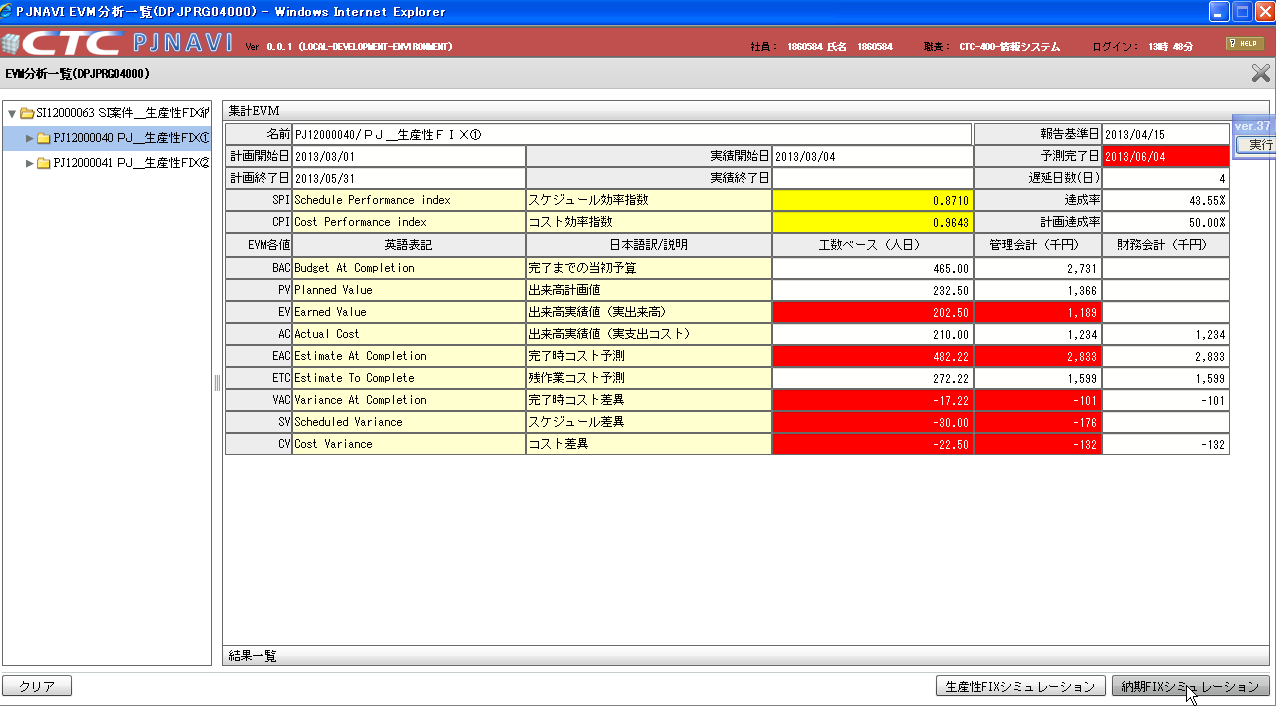 PJNAVI EVM分析一覧(DPJPRG04000) - Windows Internet Explorer
CTC PJNAVI Ver 0.0.1 (LOCAL-DEVELOPMENT-ENVIRONMENT) 社員: 1860584 氏名 1860584 職責: CTC-400-情報システム ログイン: 13時 48分 ? HELP
EVM分析一覧(DPJPRG04000)
SI12000063 SI案件__生産性FIX
PJ12000040 PJ__生産性FIX①
PJ12000041 PJ__生産性FIX②
集計EVM
名前 PJ12000040/ＰＪ＿生産性ＦＩＸ① 報告基準日 2013/04/15
計画開始日 2013/03/01 実績開始日 2013/03/04 予測完了日 2013/06/04
計画終了日 2013/05/31 実績終了日 遅延日数(日) 4
SPI Schedule Performance index スケジュール効率指数 0.8710 達成率 43.55%
CPI Cost Performance index コスト効率指数 0.9643 計画達成率 50.00%
EVM各値 英語表記 日本語訳/説明 工数ベース（人日） 管理会計（千円） 財務会計（千円）
BAC Budget At Completion 完了までの当初予算 465.00 2,731
PV Planned Value 出来高計画値 232.50 1,366
EV Earned Value 出来高実績値（実出来高） 202.50 1,189
AC Actual Cost 出来高実績値（実支出コスト） 210.00 1,234 1,234
EAC Estimate At Completion 完了時コスト予測 482.22 2,833 2,833
ETC Estimate To Complete 残作業コスト予測 272.22 1,599 1,599
VAC Variance At Completion 完了時コスト差異 -17.22 -101 -101
SV Scheduled Variance スケジュール差異 -30.00 -176
CV Cost Variance コスト差異 -22.50 -132 -132
ver.37
実行
結果一覧
クリア 生産性FIXシミュレーション 納期FIXシミュレーション